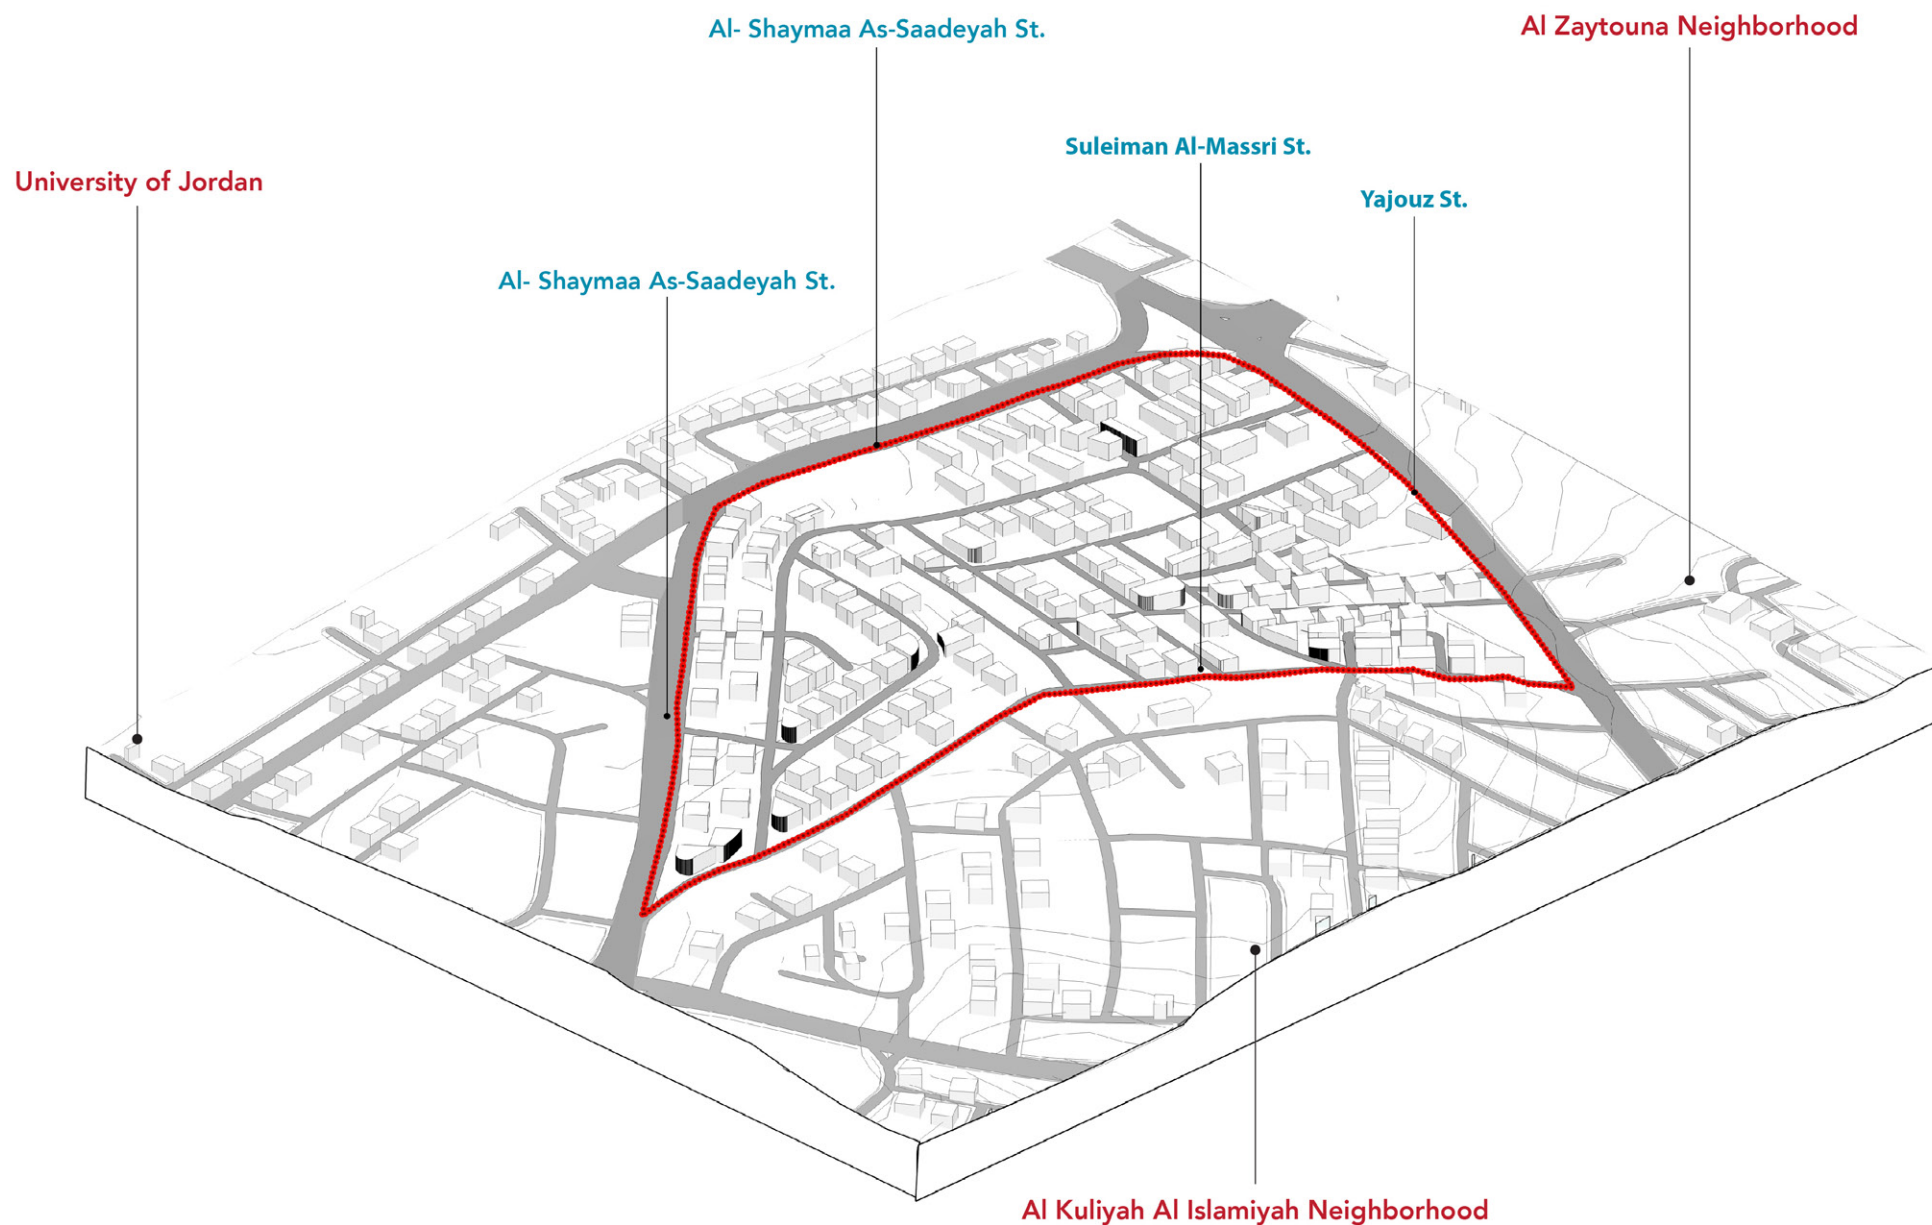 Al- Shaymaa As-Saadeyah St.
Al Zaytouna Neighborhood
Suleiman Al-Massri St.
University of Jordan
Yajouz St.
Al- Shaymaa As-Saadeyah St.
Al Kuliyah Al Islamiyah Neighborhood